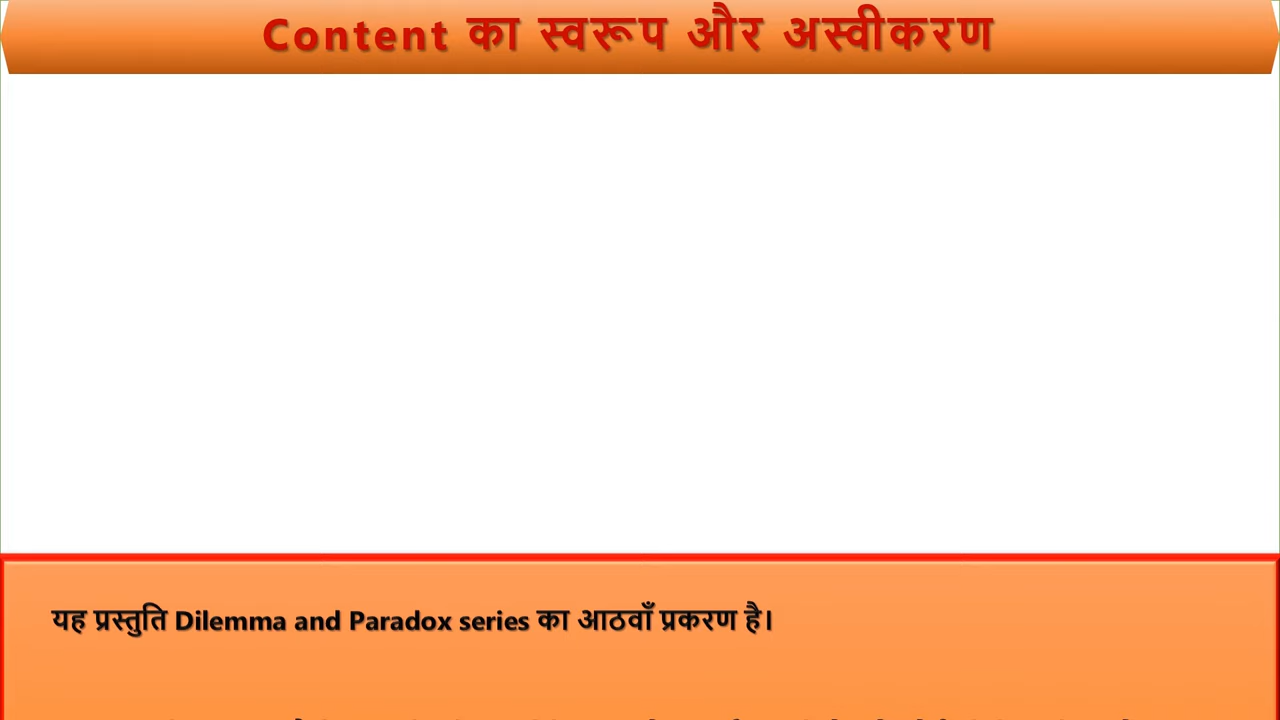 Content का स्वरूप और अस्वीकरण
यह प्रस्तुति Dilemma and Paradox series का आठवाँ प्रकरण है।